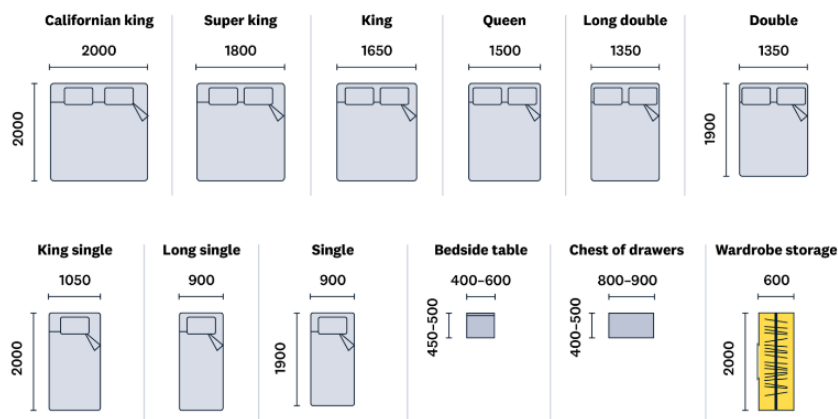 Californian king
Super king
King
Queen
Long double
Double
2000
1800
1650
1500
1350
1350
2000
1900
King single
Long single
Single
Bedside table
Chest of drawers
Wardrobe storage
1050
900
900
400–600
800–900
600
2000
1900
450–500
400–500
2000